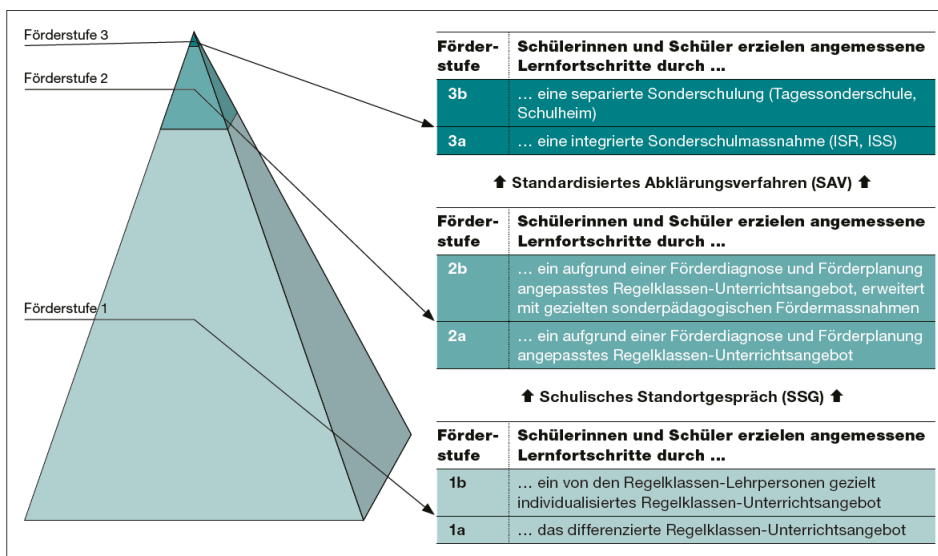 Förderstufe 3
Förderstufe 2
Förderstufe 1
Förder-
stufe
Schülerinnen und Schüler erzielen angemessene
Lernfortschritte durch ...
3b
... eine separierte Sonderschulung (Tagessonderschule,
Schulheim)
3a
... eine integrierte Sonderschulmassnahme (ISR, ISS)
Standardisiertes Abklärungsverfahren (SAV)
Förder-
stufe
Schülerinnen und Schüler erzielen angemessene
Lernfortschritte durch ...
2b
... ein aufgrund einer Förderdiagnose und Förderplanung
angepasstes Regelklassen-Unterrichtsangebot, erweitert
mit gezielten sonderpädagogischen Fördermassnahmen
2a
... ein aufgrund einer Förderdiagnose und Förderplanung
angepasstes Regelklassen-Unterrichtsangebot
Schulisches Standortgespräch (SSG)
Förder-
stufe
Schülerinnen und Schüler erzielen angemessene
Lernfortschritte durch ...
1b
... ein von den Regelklassen-Lehrpersonen gezielt
individualisiertes Regelklassen-Unterrichtsangebot
1a
... das differenzierte Regelklassen-Unterrichtsangebot